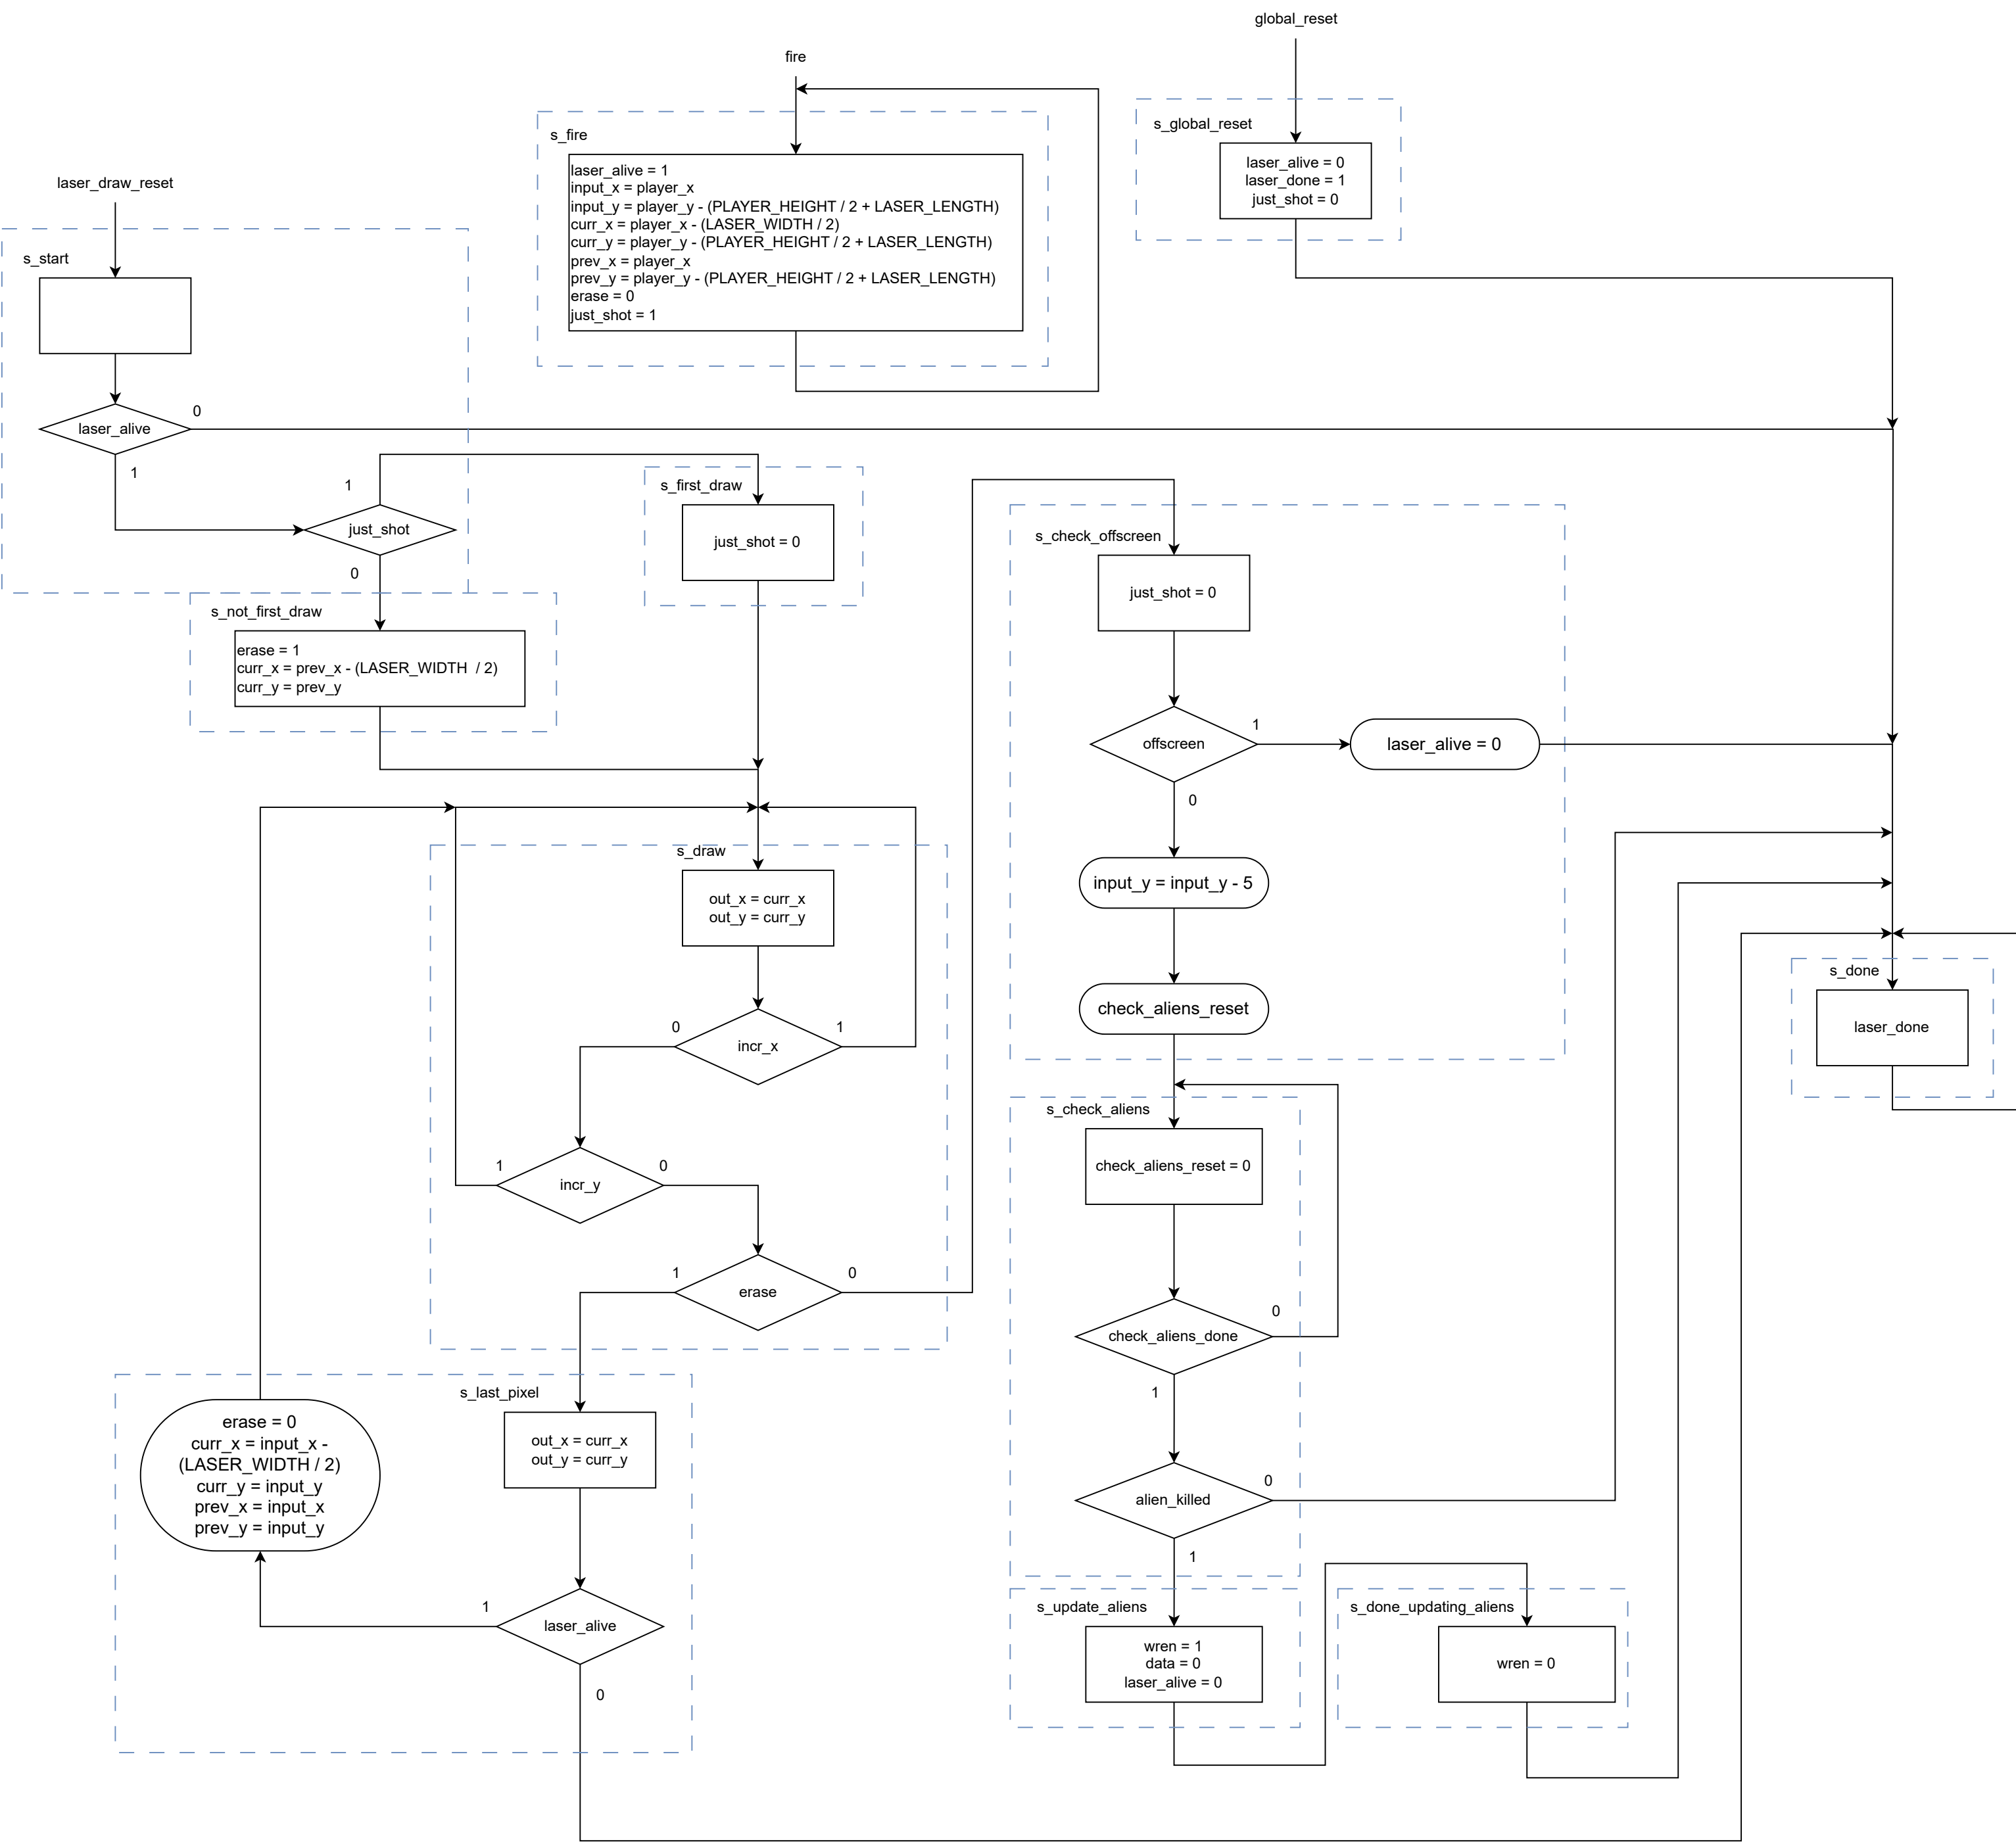 global_reset
fire
s_global_reset
laser_alive = 0
laser_done = 1
just_shot = 0
s_fire
laser_alive = 1
input_x = player_x
input_y = player_y - (PLAYER_HEIGHT / 2 + LASER_LENGTH)
curr_x = player_x - (LASER_WIDTH / 2)
curr_y = player_y - (PLAYER_HEIGHT / 2 + LASER_LENGTH)
prev_x = player_x
prev_y = player_y - (PLAYER_HEIGHT / 2 + LASER_LENGTH)
erase = 0
just_shot = 1
laser_draw_reset
s_start
laser_alive
0
1
just_shot
1
0
s_not_first_draw
erase = 1
curr_x = prev_x - (LASER_WIDTH / 2)
curr_y = prev_y
s_first_draw
just_shot = 0
s_draw
out_x = curr_x
out_y = curr_y
incr_x
0
1
incr_y
1
0
erase
1
0
s_last_pixel
out_x = curr_x
out_y = curr_y
laser_alive
1
0
erase = 0
curr_x = input_x -
(LASER_WIDTH / 2)
curr_y = input_y
prev_x = input_x
prev_y = input_y
s_check_offscreen
just_shot = 0
offscreen
1
laser_alive = 0
0
input_y = input_y - 5
check_aliens_reset
s_check_aliens
check_aliens_reset = 0
check_aliens_done
0
1
alien_killed
0
1
s_update_aliens
wren = 1
data = 0
laser_alive = 0
s_done_updating_aliens
wren = 0
s_done
laser_done